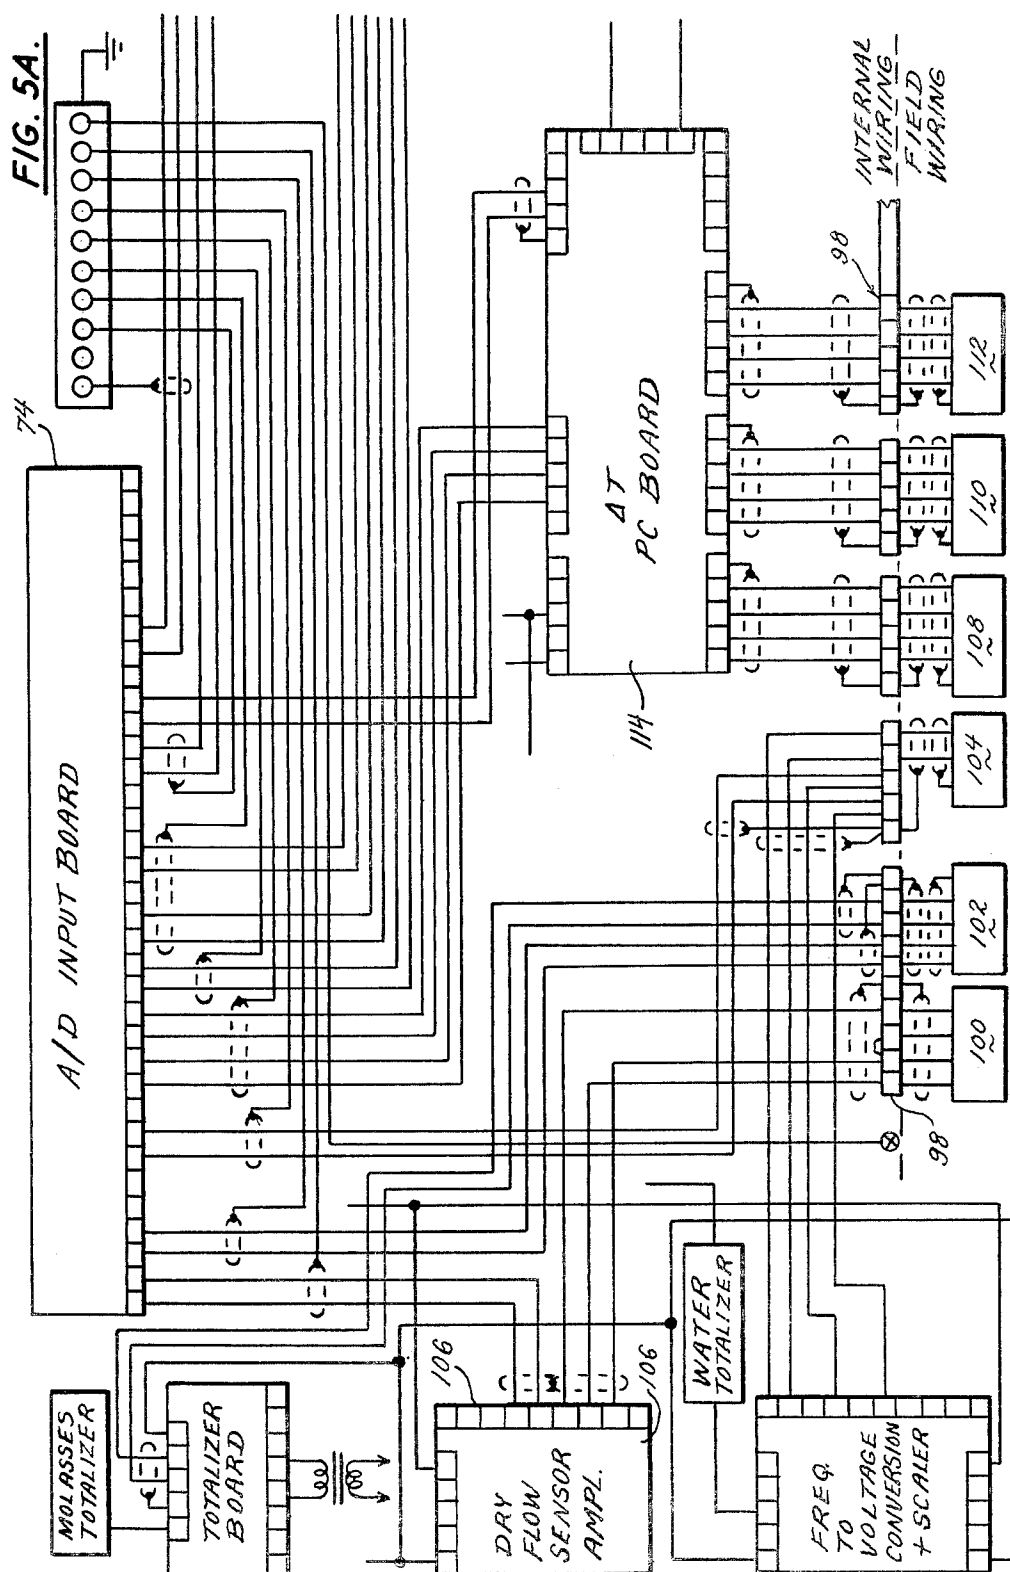 FIG. 5A.
74
A/D INPUT BOARD
INTERNAL
WIRING
FIELD
WIRING
98
ΔT
PC BOARD
114
112
110
108
104
102
100
98
MOLASSES
TOTALIZER
TOTALIZER
BOARD
106
DRY
FLOW
SENSOR
AMPL.
106
WATER
TOTALIZER
FREQ.
TO
VOLTAGE
CONVERSION
+ SCALER